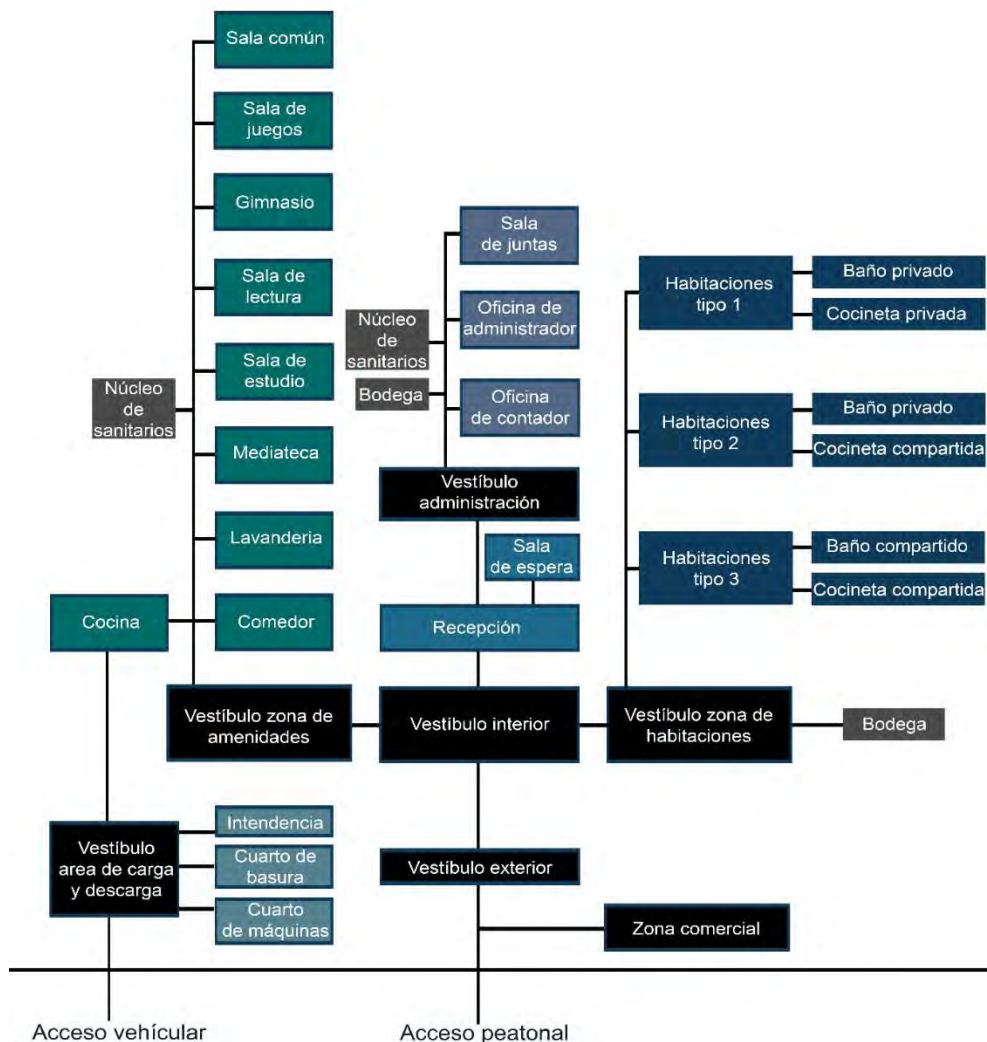 Sala común
Sala de
juegos
Gimnasio
Sala de
lectura
Sala de
estudio
Núcleo
de
sanitarios
Mediateca
Lavanderia
Cocina
Comedor
Sala
de juntas
Oficina de
administrador
Núcleo
de
sanitarios
Bodega
Oficina
de contador
Vestíbulo
administración
Sala
de espera
Recepción
Habitaciones
tipo 1
Baño privado
Cocineta privada
Habitaciones
tipo 2
Baño privado
Cocineta compartida
Habitaciones
tipo 3
Baño compartido
Cocineta compartida
Vestíbulo zona de
amenidades
Vestíbulo interior
Vestíbulo zona de
habitaciones
Bodega
Vestíbulo
area de carga
y descarga
Intendencia
Cuarto de
basura
Cuarto
de máquinas
Vestíbulo exterior
Zona comercial
Acceso vehícular
Acceso peatonal